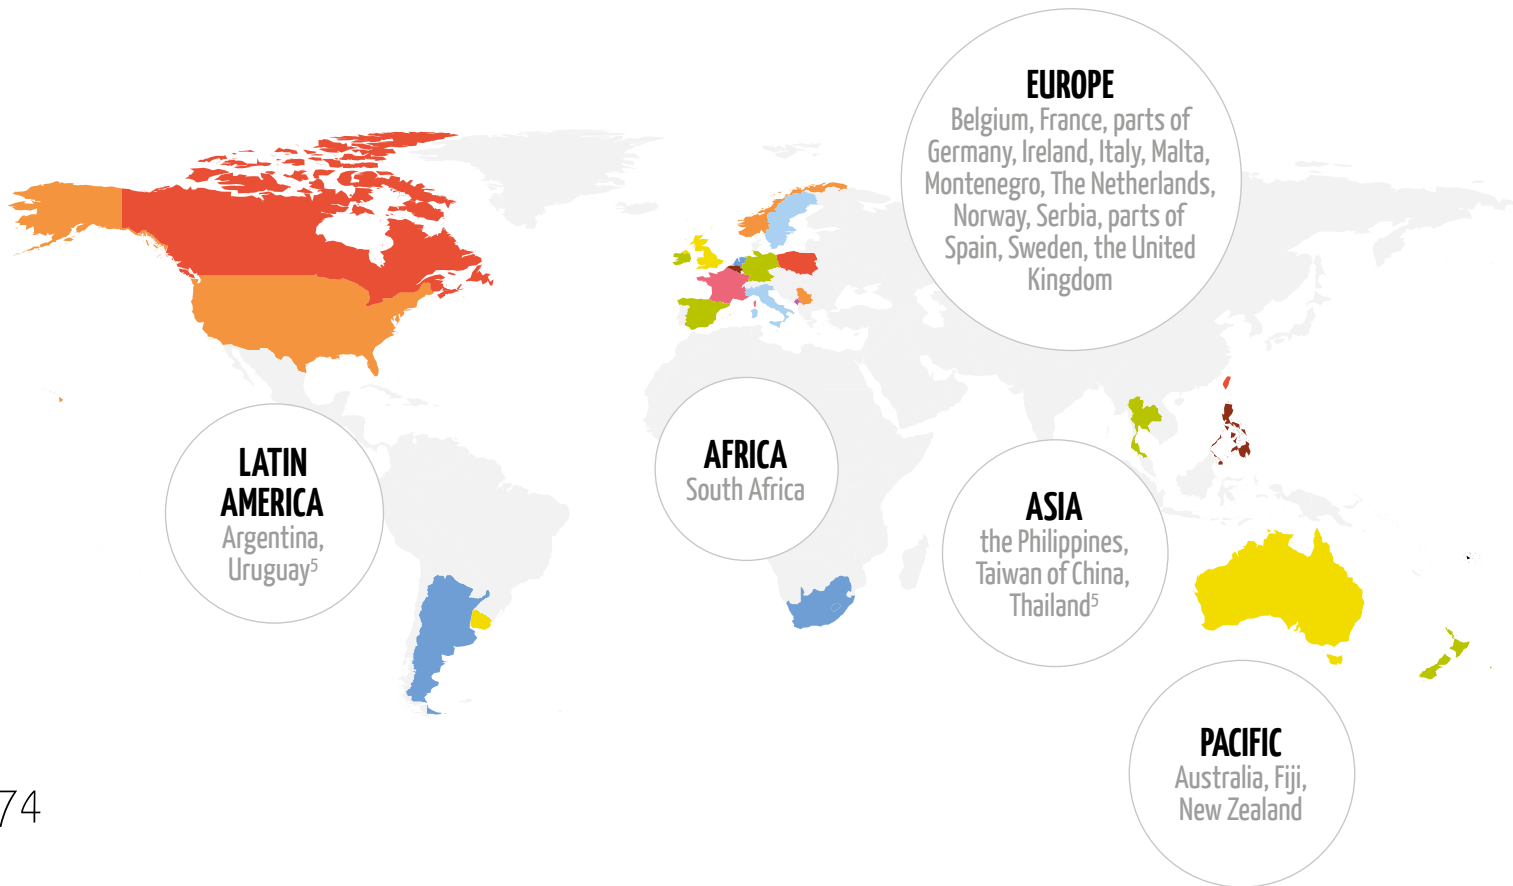 EUROPE
Belgium, France, parts of
Germany, Ireland, Italy, Malta,
Montenegro, The Netherlands,
Norway, Serbia, parts of
Spain, Sweden, the United
Kingdom
LATIN
AMERICA
Argentina,
Uruguay⁵
AFRICA
South Africa
ASIA
the Philippines,
Taiwan of China,
Thailand⁵
PACIFIC
Australia, Fiji,
New Zealand
74